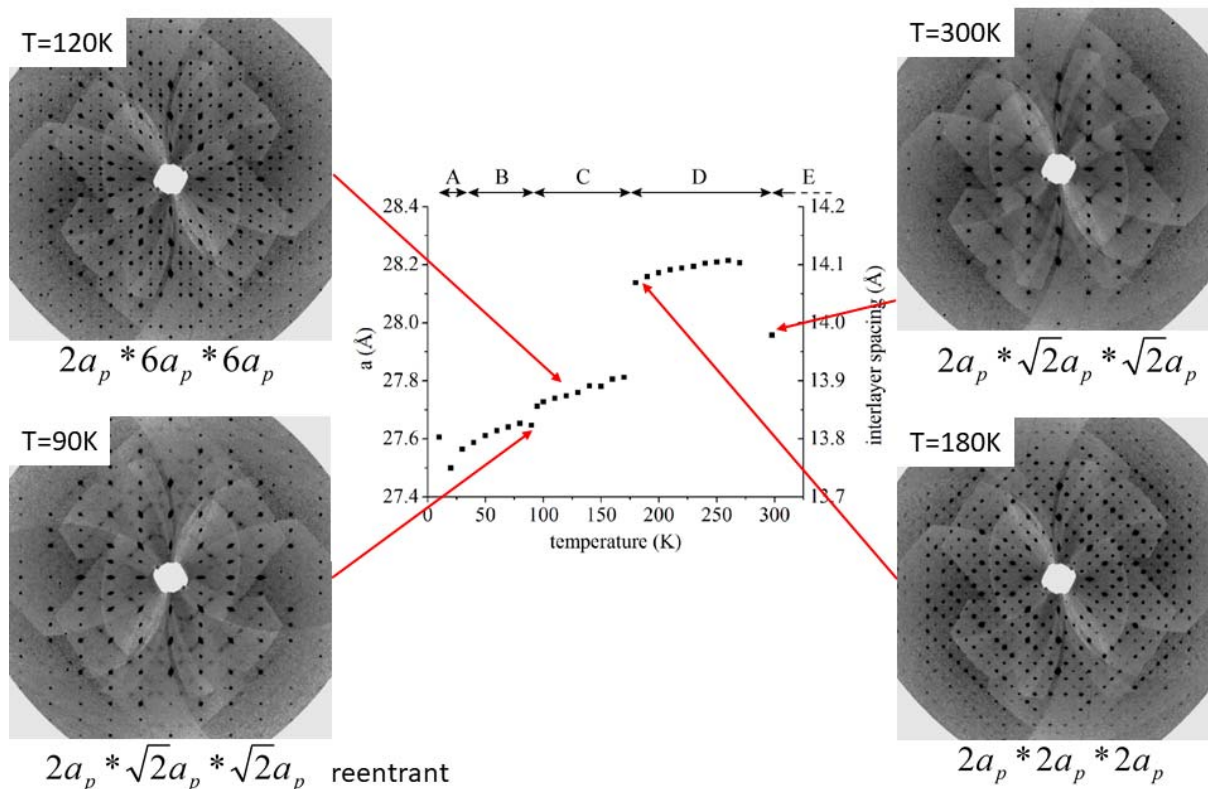 T=120K
2a_p * 6a_p * 6a_p
T=300K
2a_p * √2a_p * √2a_p
A B C D E
28.4
28.2
28.0
27.8
27.6
27.4
a (Å)
14.2
14.1
14.0
13.9
13.8
13.7
interlayer spacing (Å)
0 50 100 150 200 250 300
temperature (K)
T=90K
2a_p * √2a_p * √2a_p reentrant
T=180K
2a_p * 2a_p * 2a_p